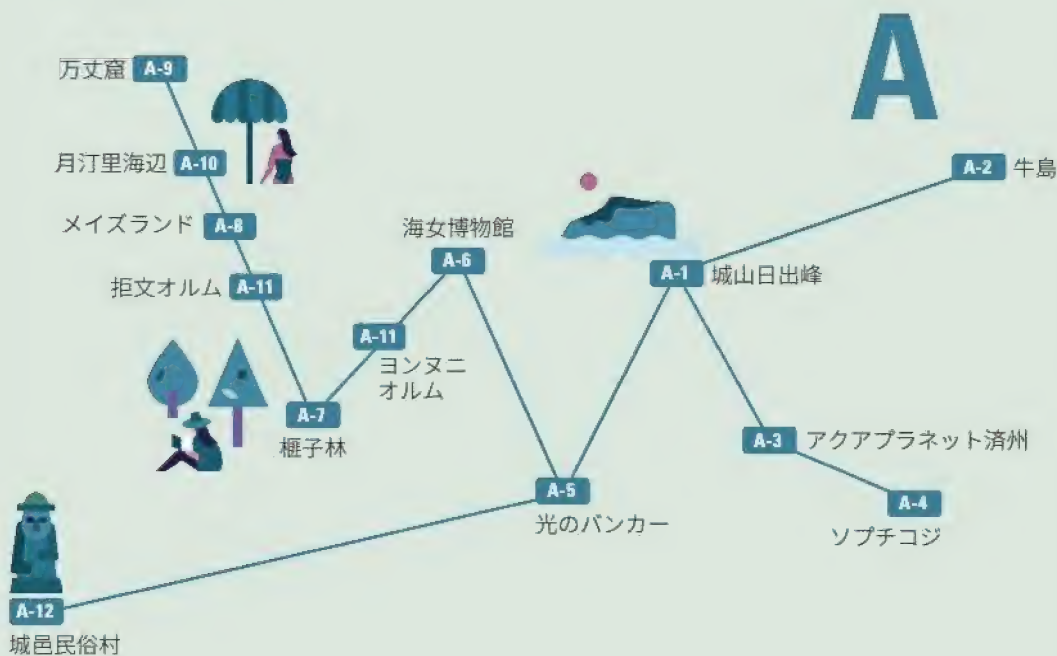 A
万丈窟 A-9
月汀里海辺 A-10
A-2 牛島
メイズランド A-8
海女博物館
A-6
A-1 城山日出峰
拒文オルム A-11
A-11
ヨンヌニ
オルム
A-7
榧子林
A-3 アクアプラネット済州
A-5
光のバンカー
A-4
ソプチコジ
A-12
城邑民俗村